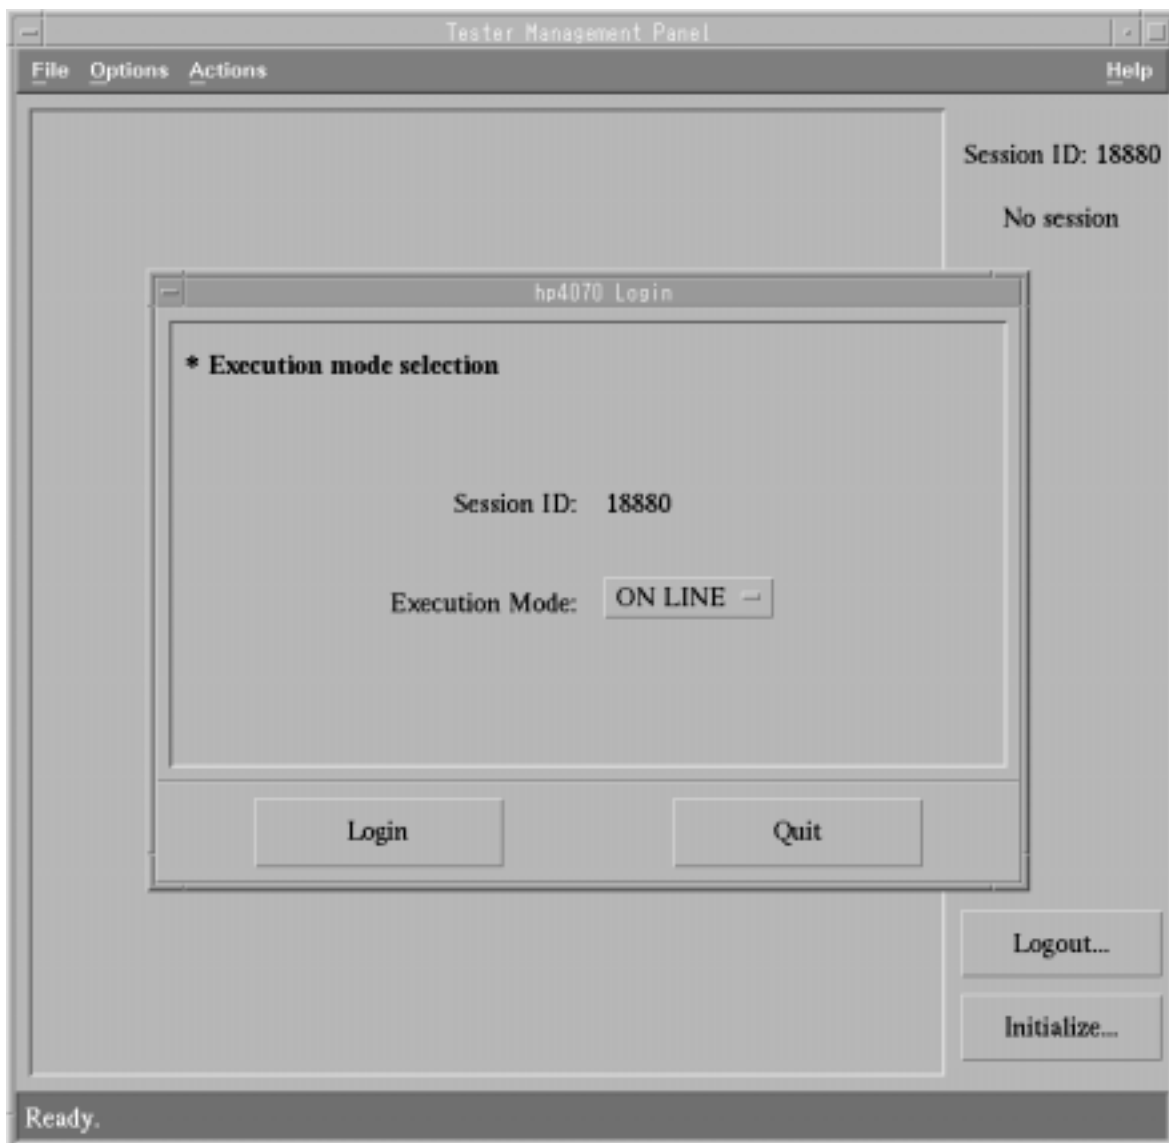 Tester Management Panel
File Options Actions Help
Session ID: 18880
No session
hp4070 Login
* Execution mode selection
Session ID: 18880
Execution Mode: ON LINE
Login Quit
Logout...
Initialize...
Ready.